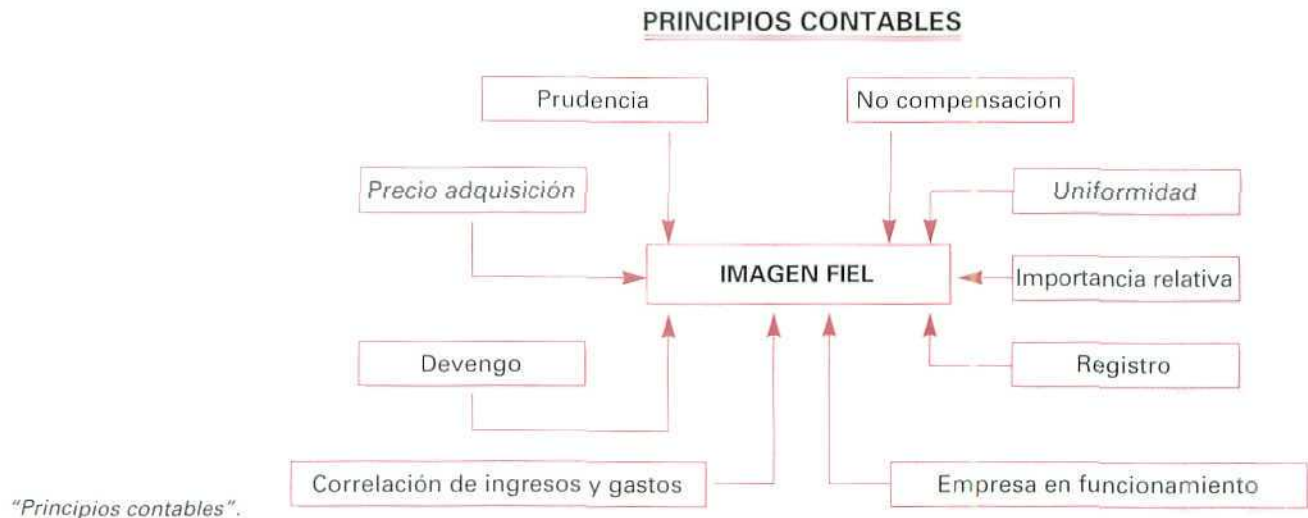 PRINCIPIOS CONTABLES
Prudencia
No compensación
Precio adquisición
Uniformidad
IMAGEN FIEL
Importancia relativa
Devengo
Registro
Correlación de ingresos y gastos
Empresa en funcionamiento
"Principios contables".